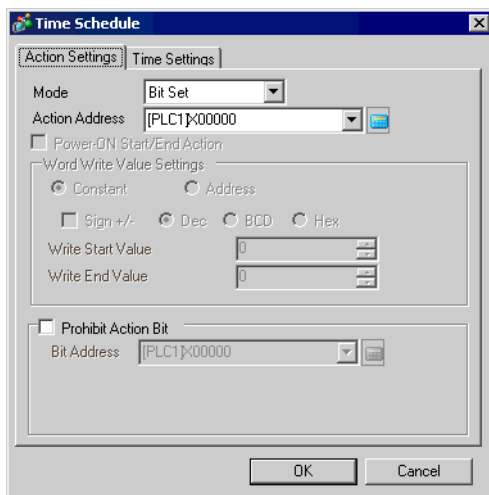 Time Schedule
Action Settings Time Settings
Mode Bit Set
Action Address [PLC1]X00000
Power-ON Start/End Action
Word Write Value Settings
Constant Address
Sign +/- Dec BCD Hex
Write Start Value 0
Write End Value 0
Prohibit Action Bit
Bit Address [PLC1]X00000
OK Cancel